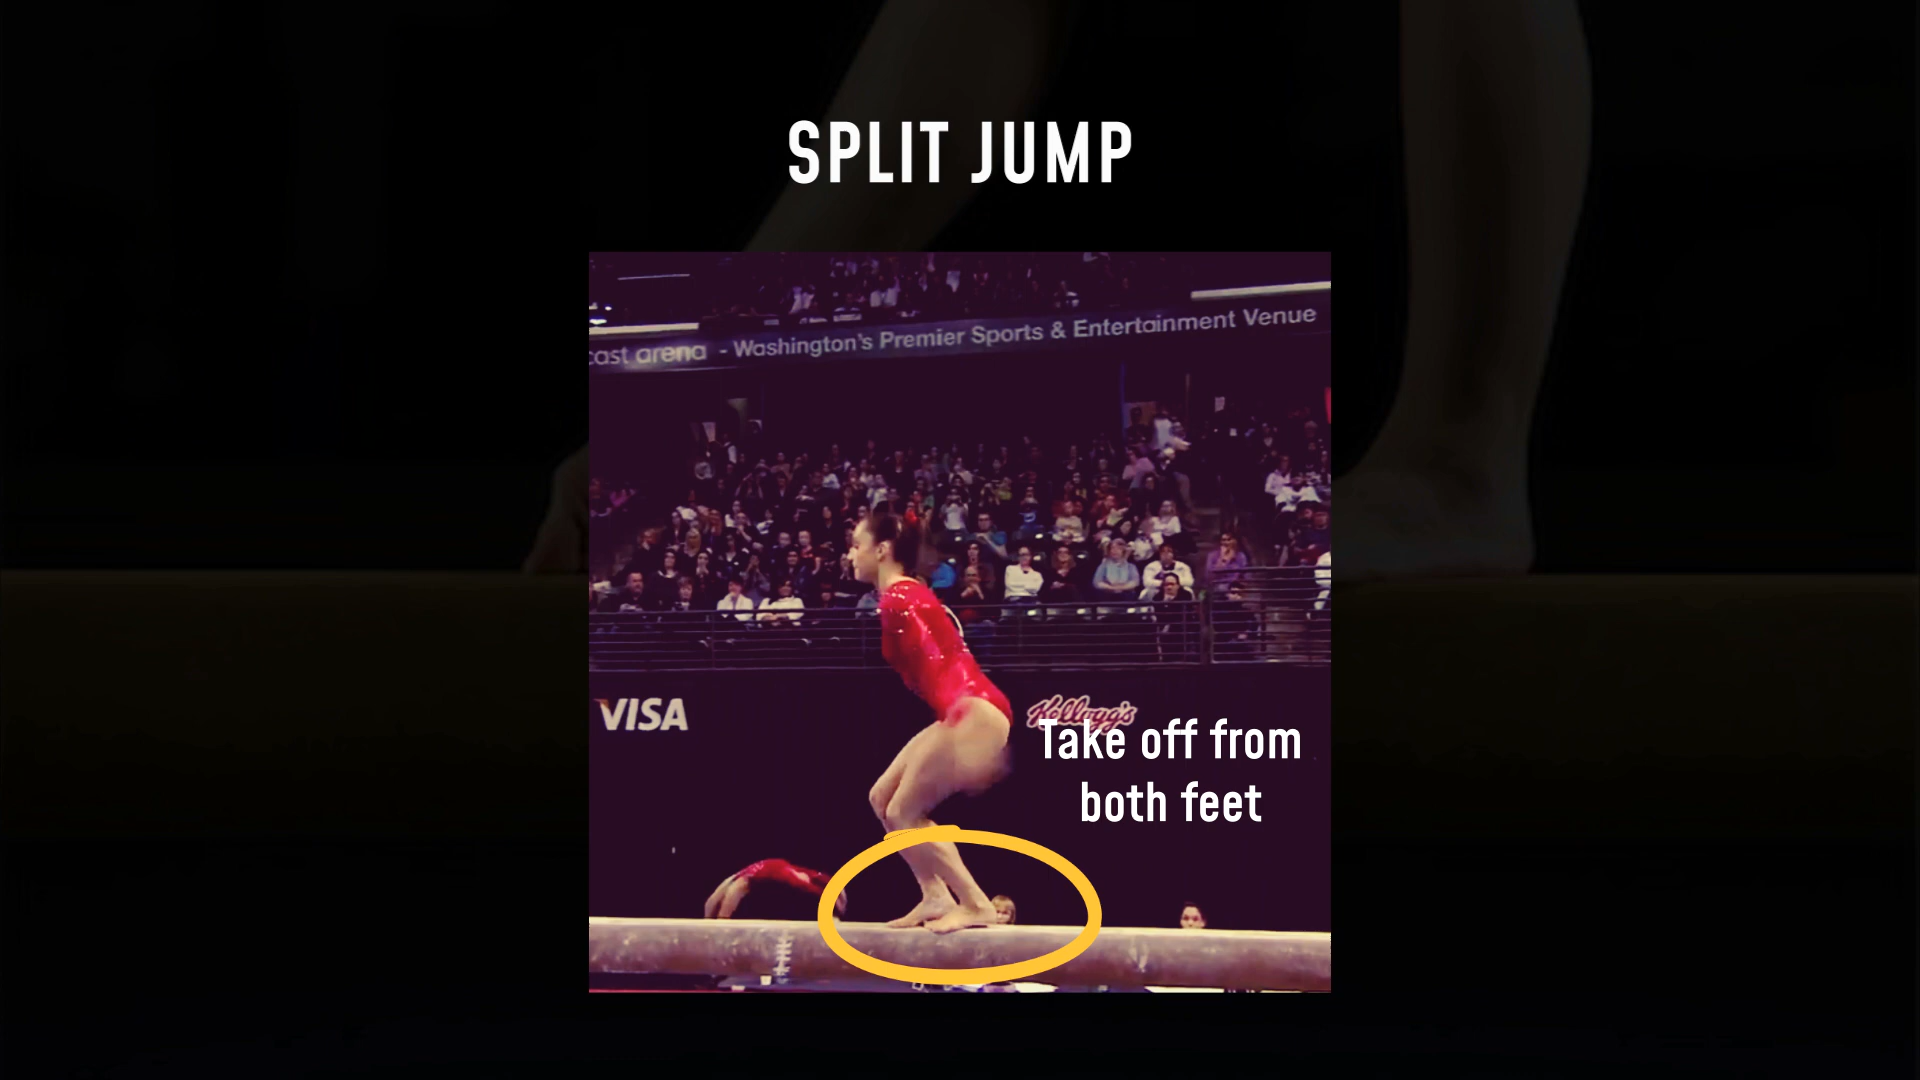 SPLIT JUMP
cast arena - Washington's Premier Sports & Entertainment Venue
VISA
Kellogg's
Take off from
both feet